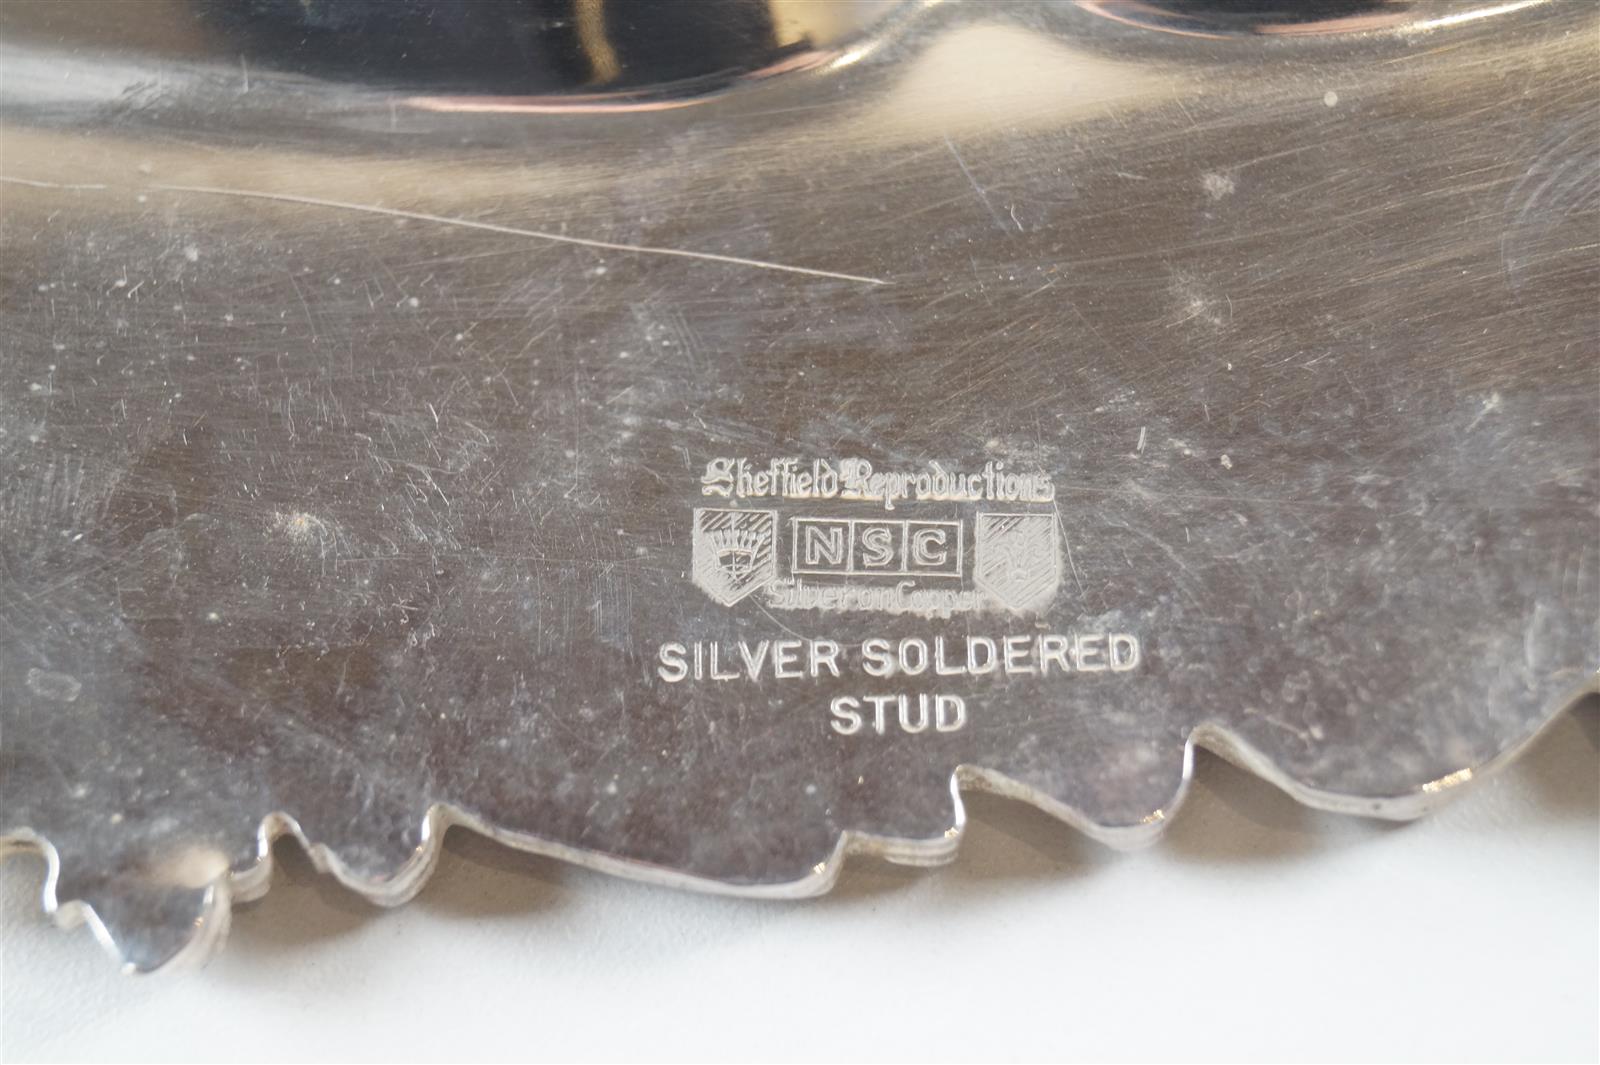 Sheffield Reproductions
NSC
Silver on Copper
SILVER SOLDERED
STUD